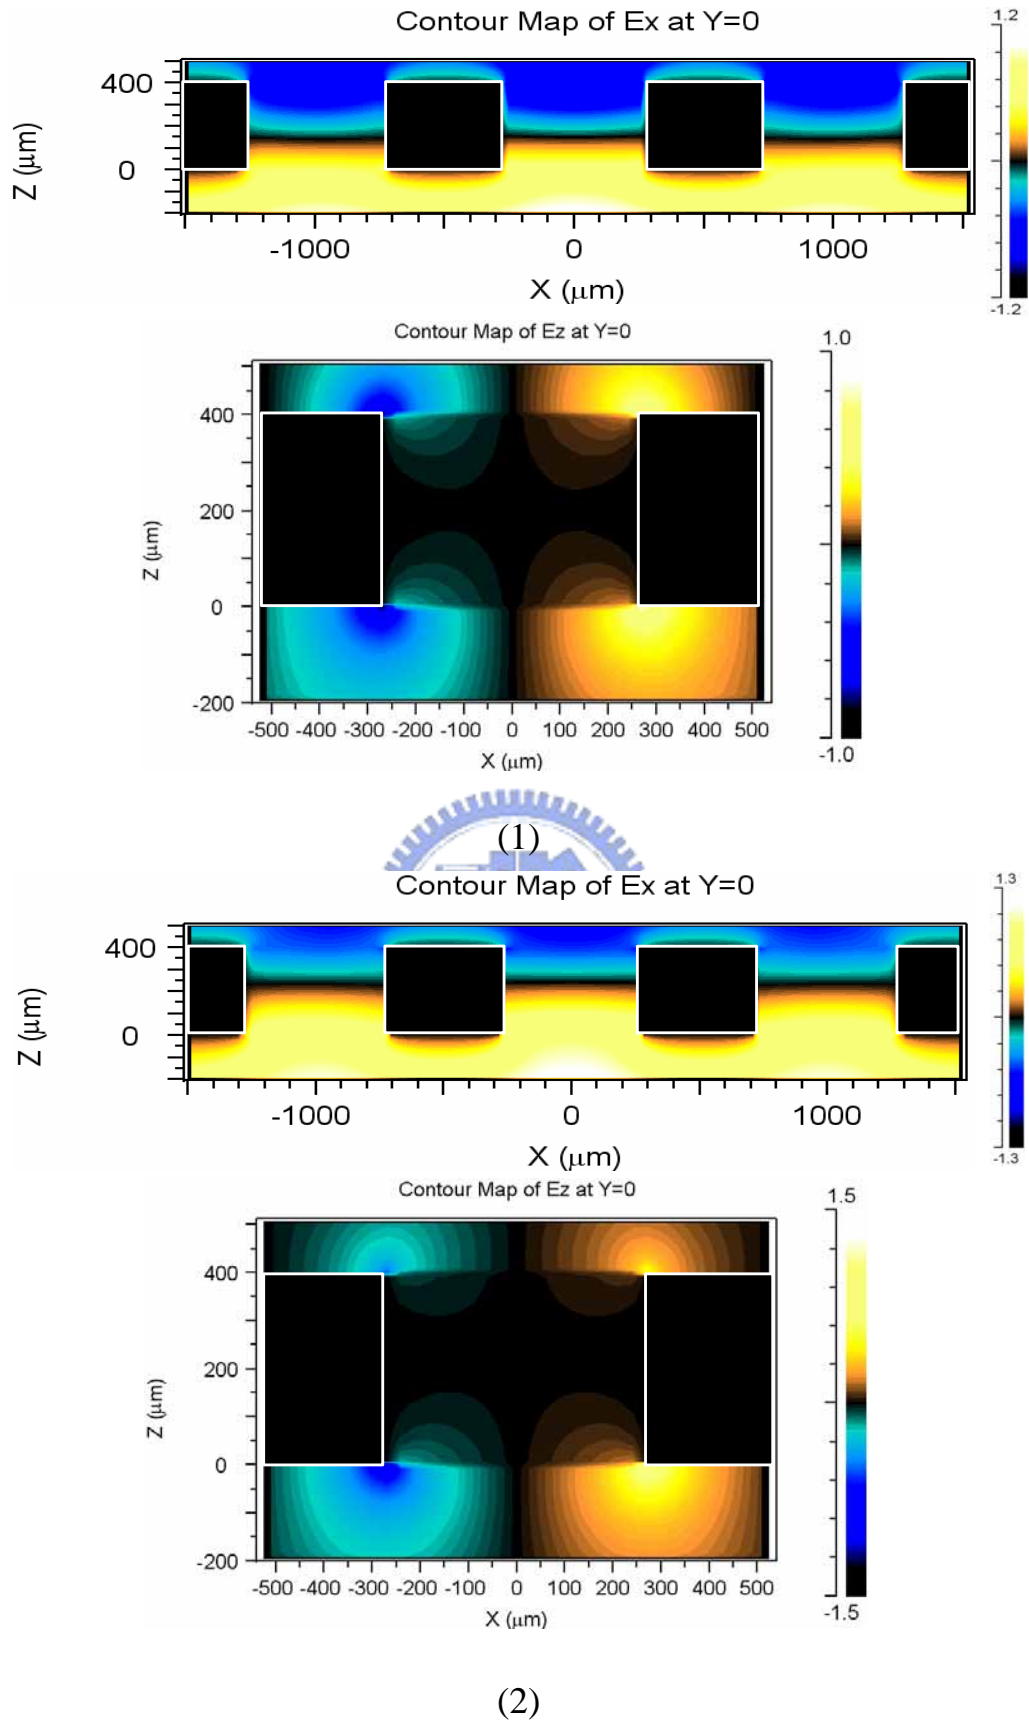 Contour Map of Ex at Y=0
1.2
400
0
Z (μm)
-1000 0 1000
X (μm)
-1.2
Contour Map of Ez at Y=0
1.0
400
200
0
-200
Z (μm)
-500 -400 -300 -200 -100 0 100 200 300 400 500
X (μm)
-1.0
(1)
Contour Map of Ex at Y=0
1.3
400
0
Z (μm)
-1000 0 1000
X (μm)
-1.3
Contour Map of Ez at Y=0
1.5
400
200
0
-200
Z (μm)
-500 -400 -300 -200 -100 0 100 200 300 400 500
X (μm)
-1.5
(2)